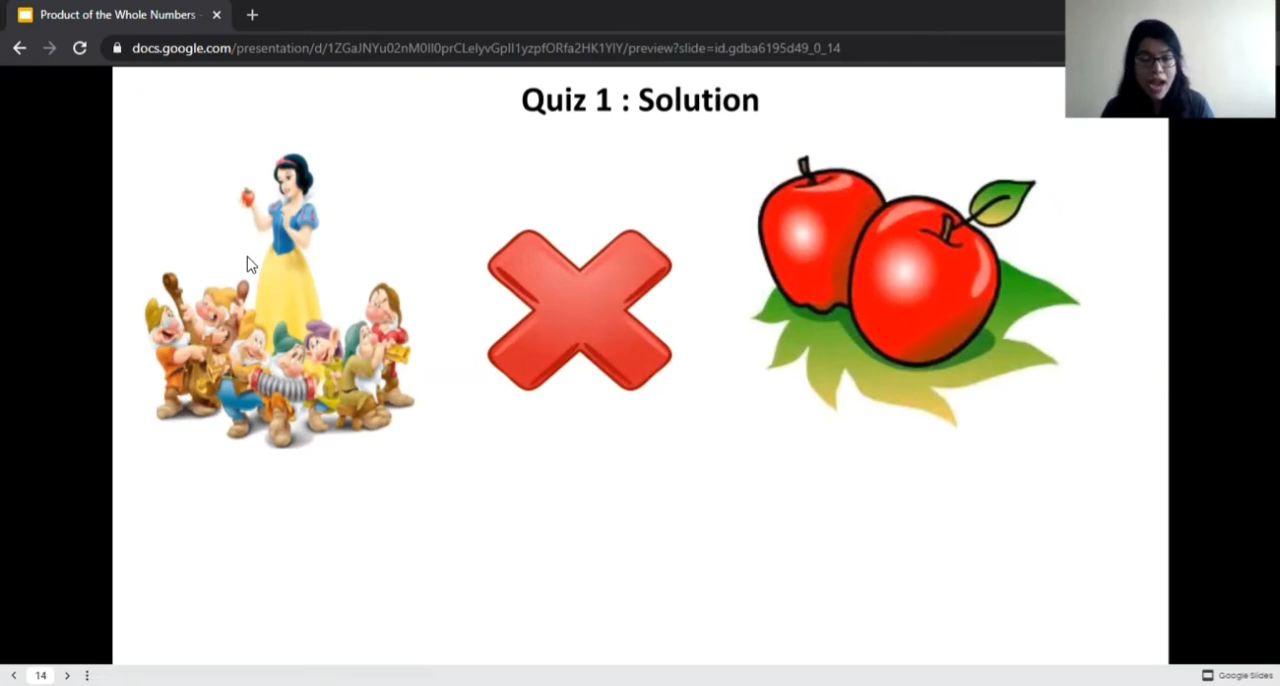 Product of the Whole Numbers -
docs.google.com/presentation/d/1ZGaJNYu02nM0II0prCLeIyvGpII1yzpfORfa2HK1YlY/preview?slide=id.gdba6195d49_0_14
Quiz 1 : Solution
14
Google Slides